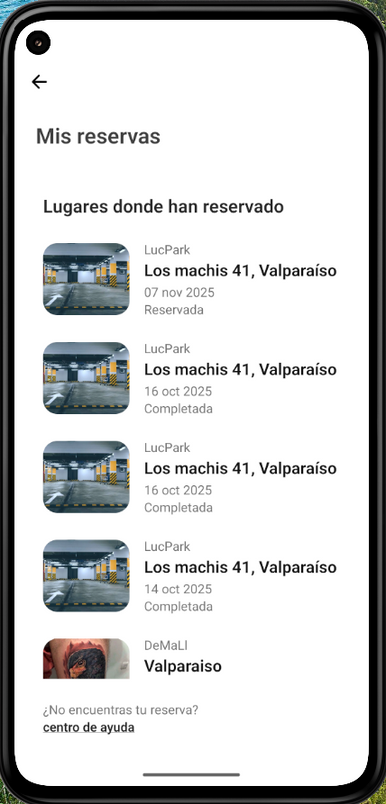 Mis reservas
Lugares donde han reservado
LucPark
Los machis 41, Valparaíso
07 nov 2025
Reservada
LucPark
Los machis 41, Valparaíso
16 oct 2025
Completada
LucPark
Los machis 41, Valparaíso
16 oct 2025
Completada
LucPark
Los machis 41, Valparaíso
14 oct 2025
Completada
DeMaLI
Valparaiso
¿No encuentras tu reserva?
centro de ayuda